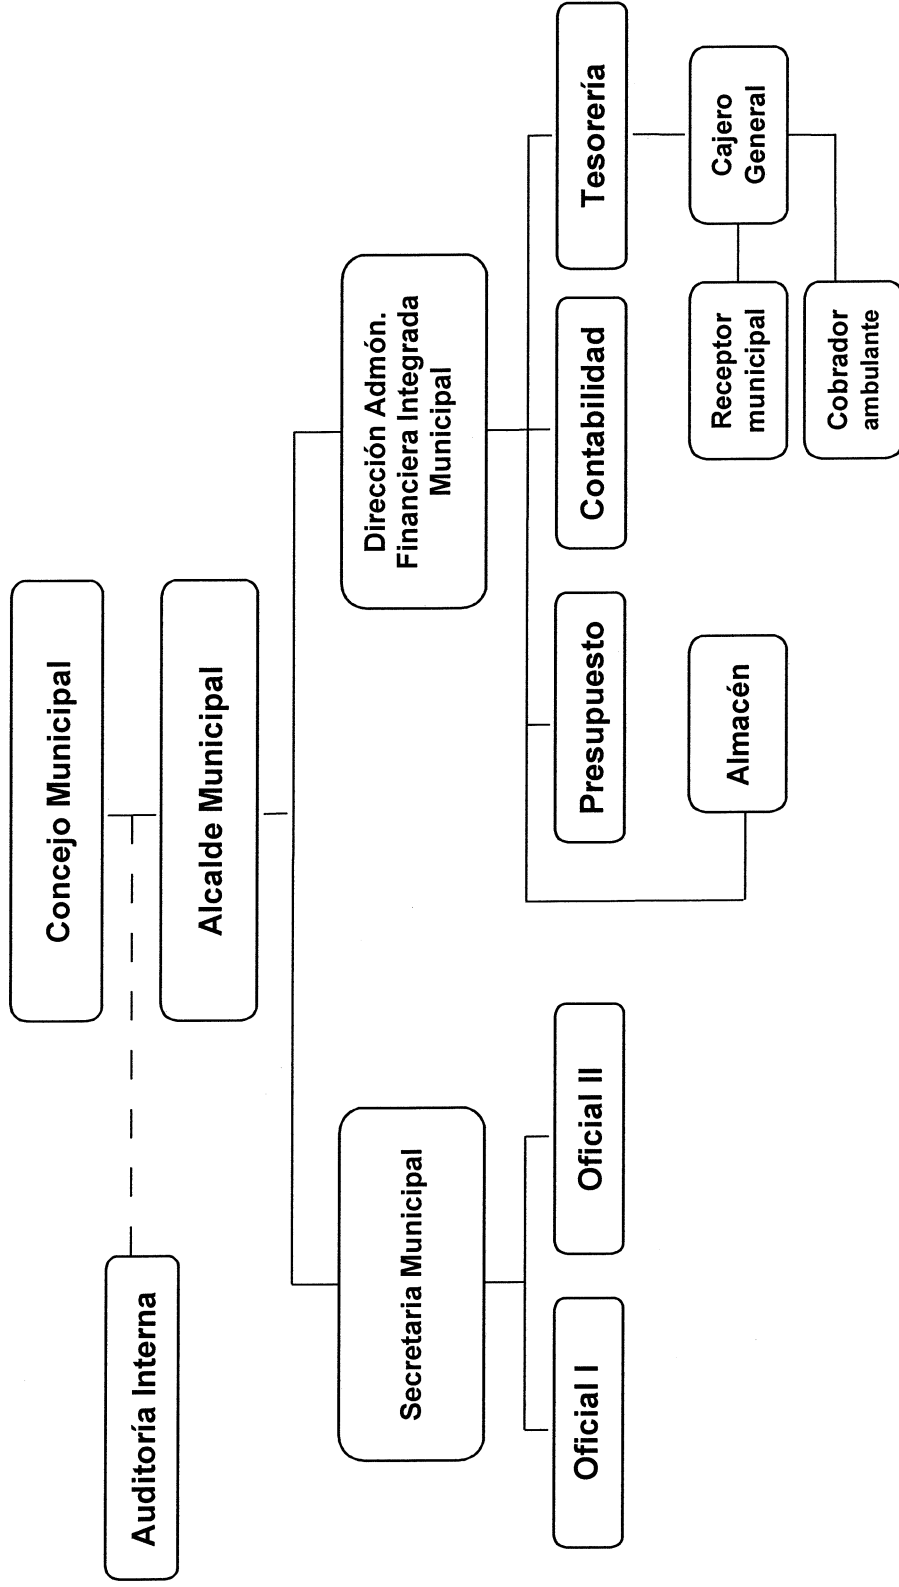 Concejo Municipal
Auditoría Interna
Alcalde Municipal
Secretaria Municipal
Dirección Admón.
Financiera Integrada
Municipal
Oficial I
Oficial II
Presupuesto
Contabilidad
Tesorería
Almacén
Cajero
General
Receptor
municipal
Cobrador
ambulante